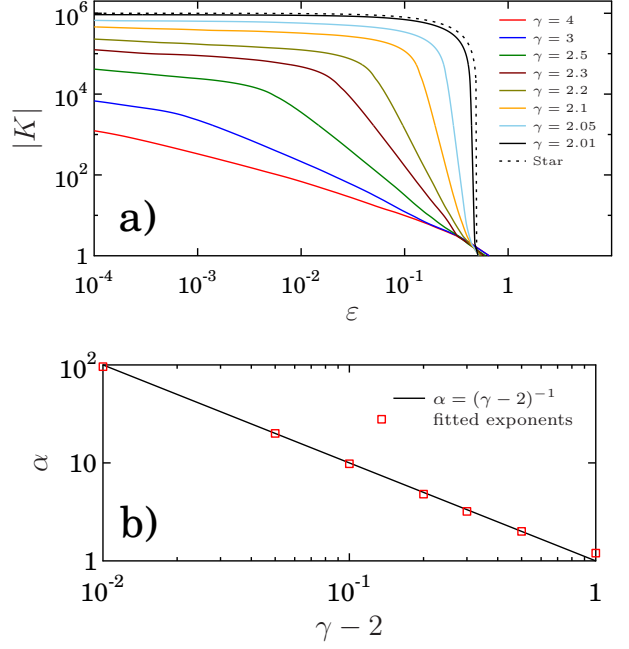 10^6
10^4
10^2
1
|K|
a)
γ = 4
γ = 3
γ = 2.5
γ = 2.3
γ = 2.2
γ = 2.1
γ = 2.05
γ = 2.01
Star
10^-4 10^-3 10^-2 10^-1 1
ε
10^2
10
1
α
b)
α = (γ − 2)^−1
fitted exponents
10^-2 10^-1 1
γ − 2